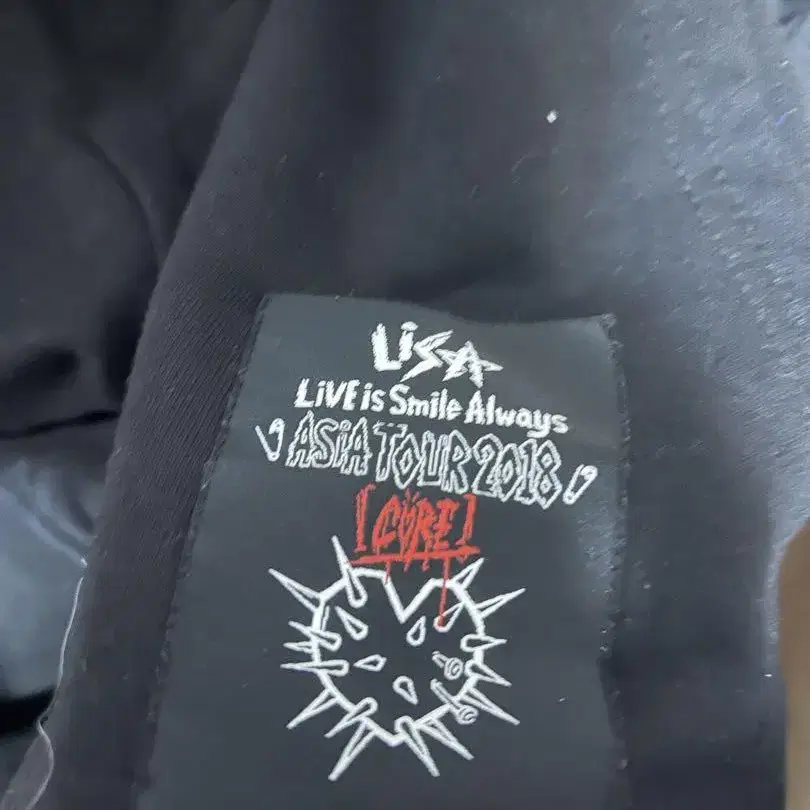 LiSA
LiVE is Smile Always
ASiA TOUR 2018
[CORE]